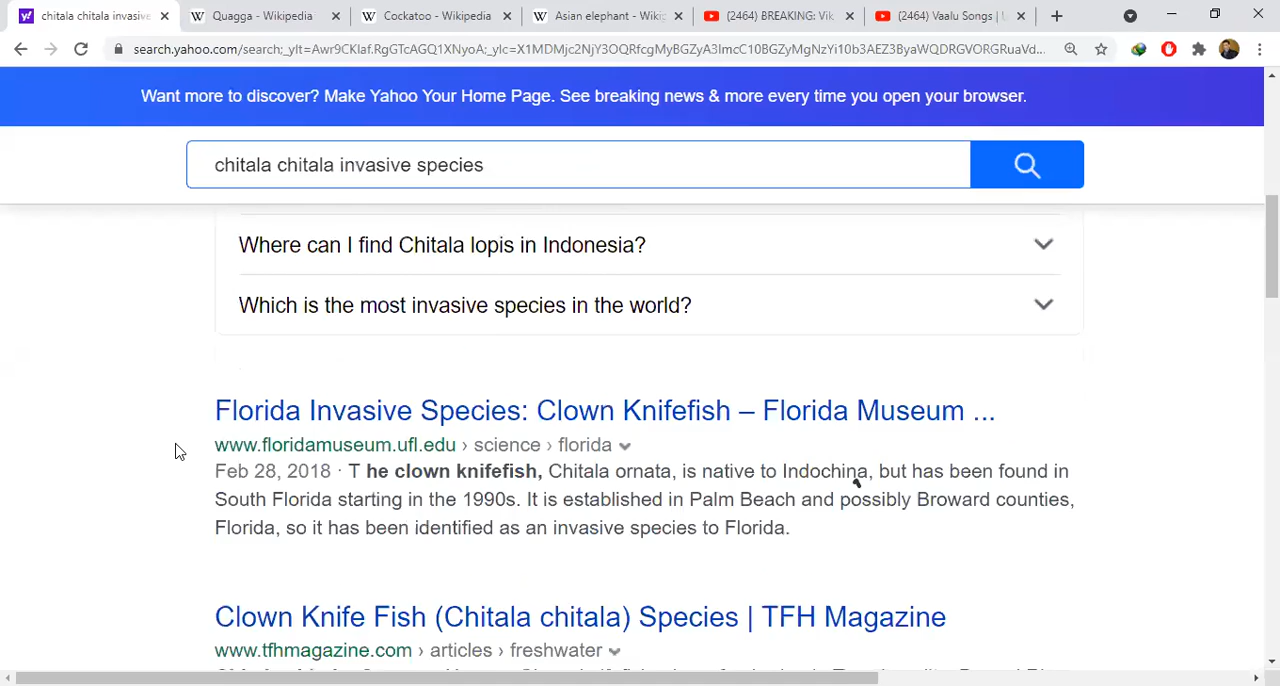 chitala chitala invasive
Quagga - Wikipedia
Cockatoo - Wikipedia
Asian elephant - Wiki
(2464) BREAKING: Vik
(2464) Vaalu Songs |
search.yahoo.com/search;_ylt=Awr9CKlaf.RgGTcAGQ1XNyoA;_ylc=X1MDMjc2NjY3OQRfcgMyBGZyA3ImcC10BGZyMgNzYi10b3AEZ3ByaWQDRGVORGRuaVd...
Want more to discover? Make Yahoo Your Home Page. See breaking news & more every time you open your browser.
chitala chitala invasive species
Where can I find Chitala lopis in Indonesia?
Which is the most invasive species in the world?
Florida Invasive Species: Clown Knifefish – Florida Museum ...
www.floridamuseum.ufl.edu › science › florida
Feb 28, 2018 · T he clown knifefish, Chitala ornata, is native to Indochina, but has been found in
South Florida starting in the 1990s. It is established in Palm Beach and possibly Broward counties,
Florida, so it has been identified as an invasive species to Florida.
Clown Knife Fish (Chitala chitala) Species | TFH Magazine
www.tfhmagazine.com › articles › freshwater